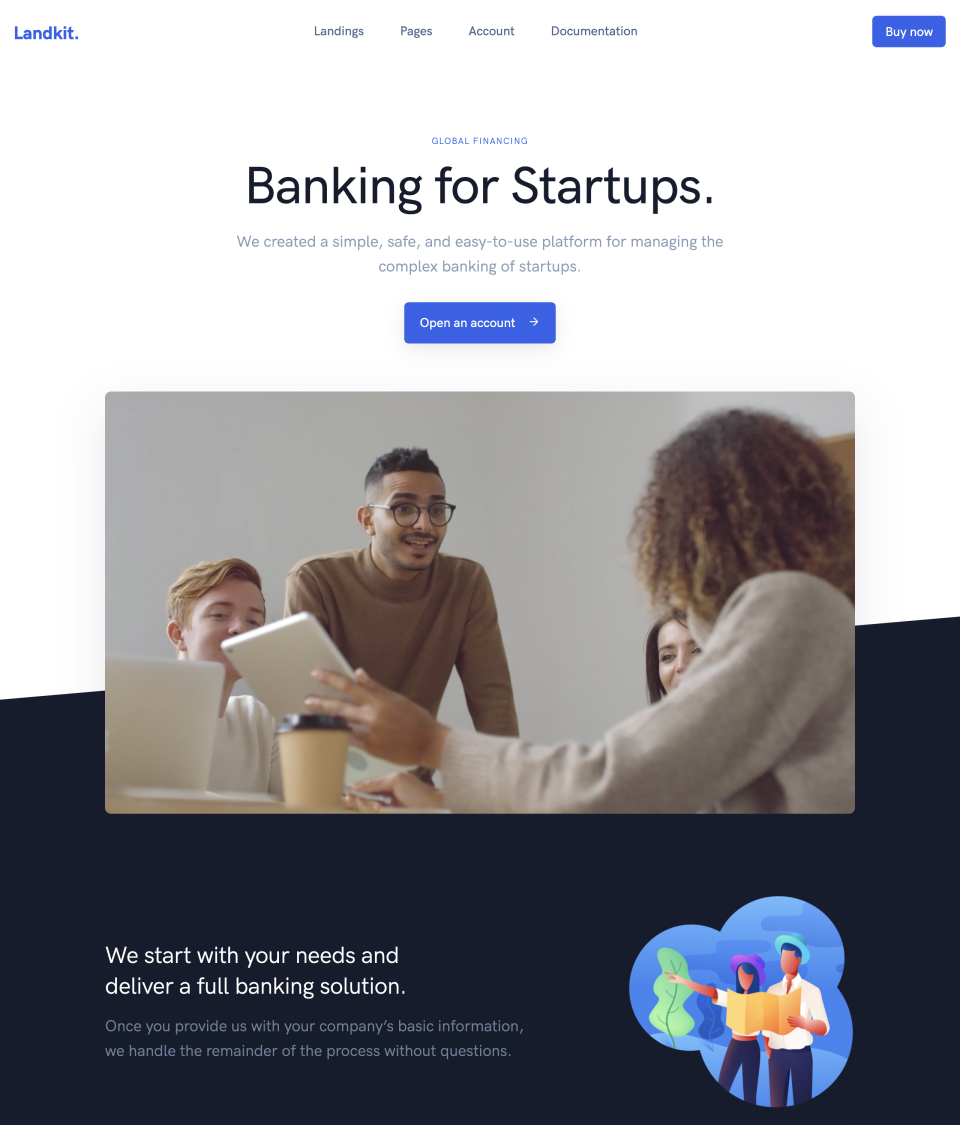 Landkit.
Landings
Pages
Account
Documentation
Buy now
GLOBAL FINANCING
Banking for Startups.
We created a simple, safe, and easy-to-use platform for managing the
complex banking of startups.
Open an account →
We start with your needs and
deliver a full banking solution.
Once you provide us with your company’s basic information,
we handle the remainder of the process without questions.